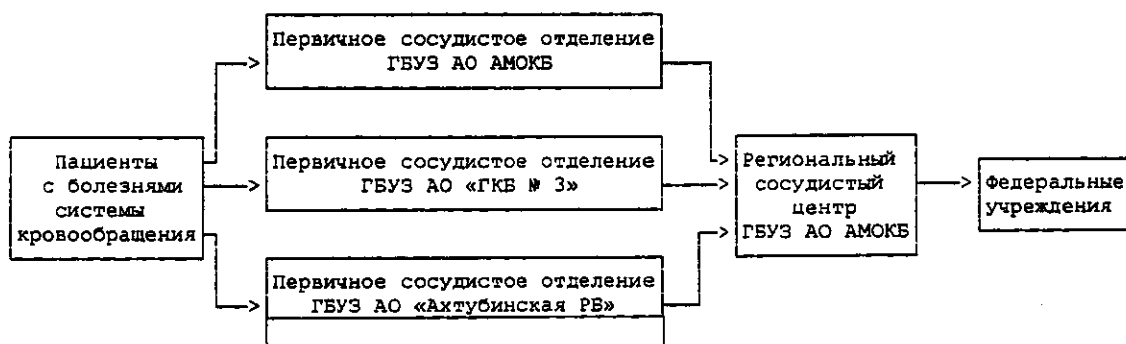 Первичное сосудистое отделение
ГБУЗ АО АМОКБ
Пациенты
с болезнями
системы
кровообращения
Первичное сосудистое отделение
ГБУЗ АО «ГКБ № 3»
Региональный
сосудистый
центр
ГБУЗ АО АМОКБ
Федеральные
учреждения
Первичное сосудистое отделение
ГБУЗ АО «Ахтубинская РБ»